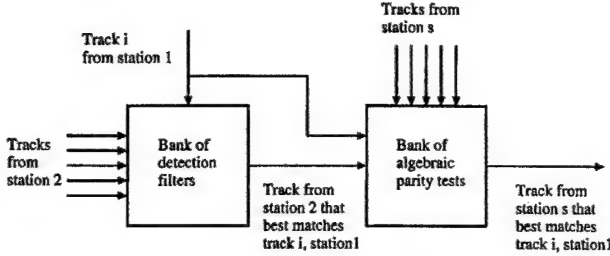 Track i
from station 1
Tracks from
station s
Tracks
from
station 2
Bank of
detection
filters
Bank of
algebraic
parity tests
Track from
station 2 that
best matches
track i, station1
Track from
station s that
best matches
track i, station1